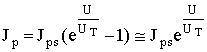 J_p = J_ps (e^{U/U_T} − 1) ≅ J_ps e^{U/U_T}